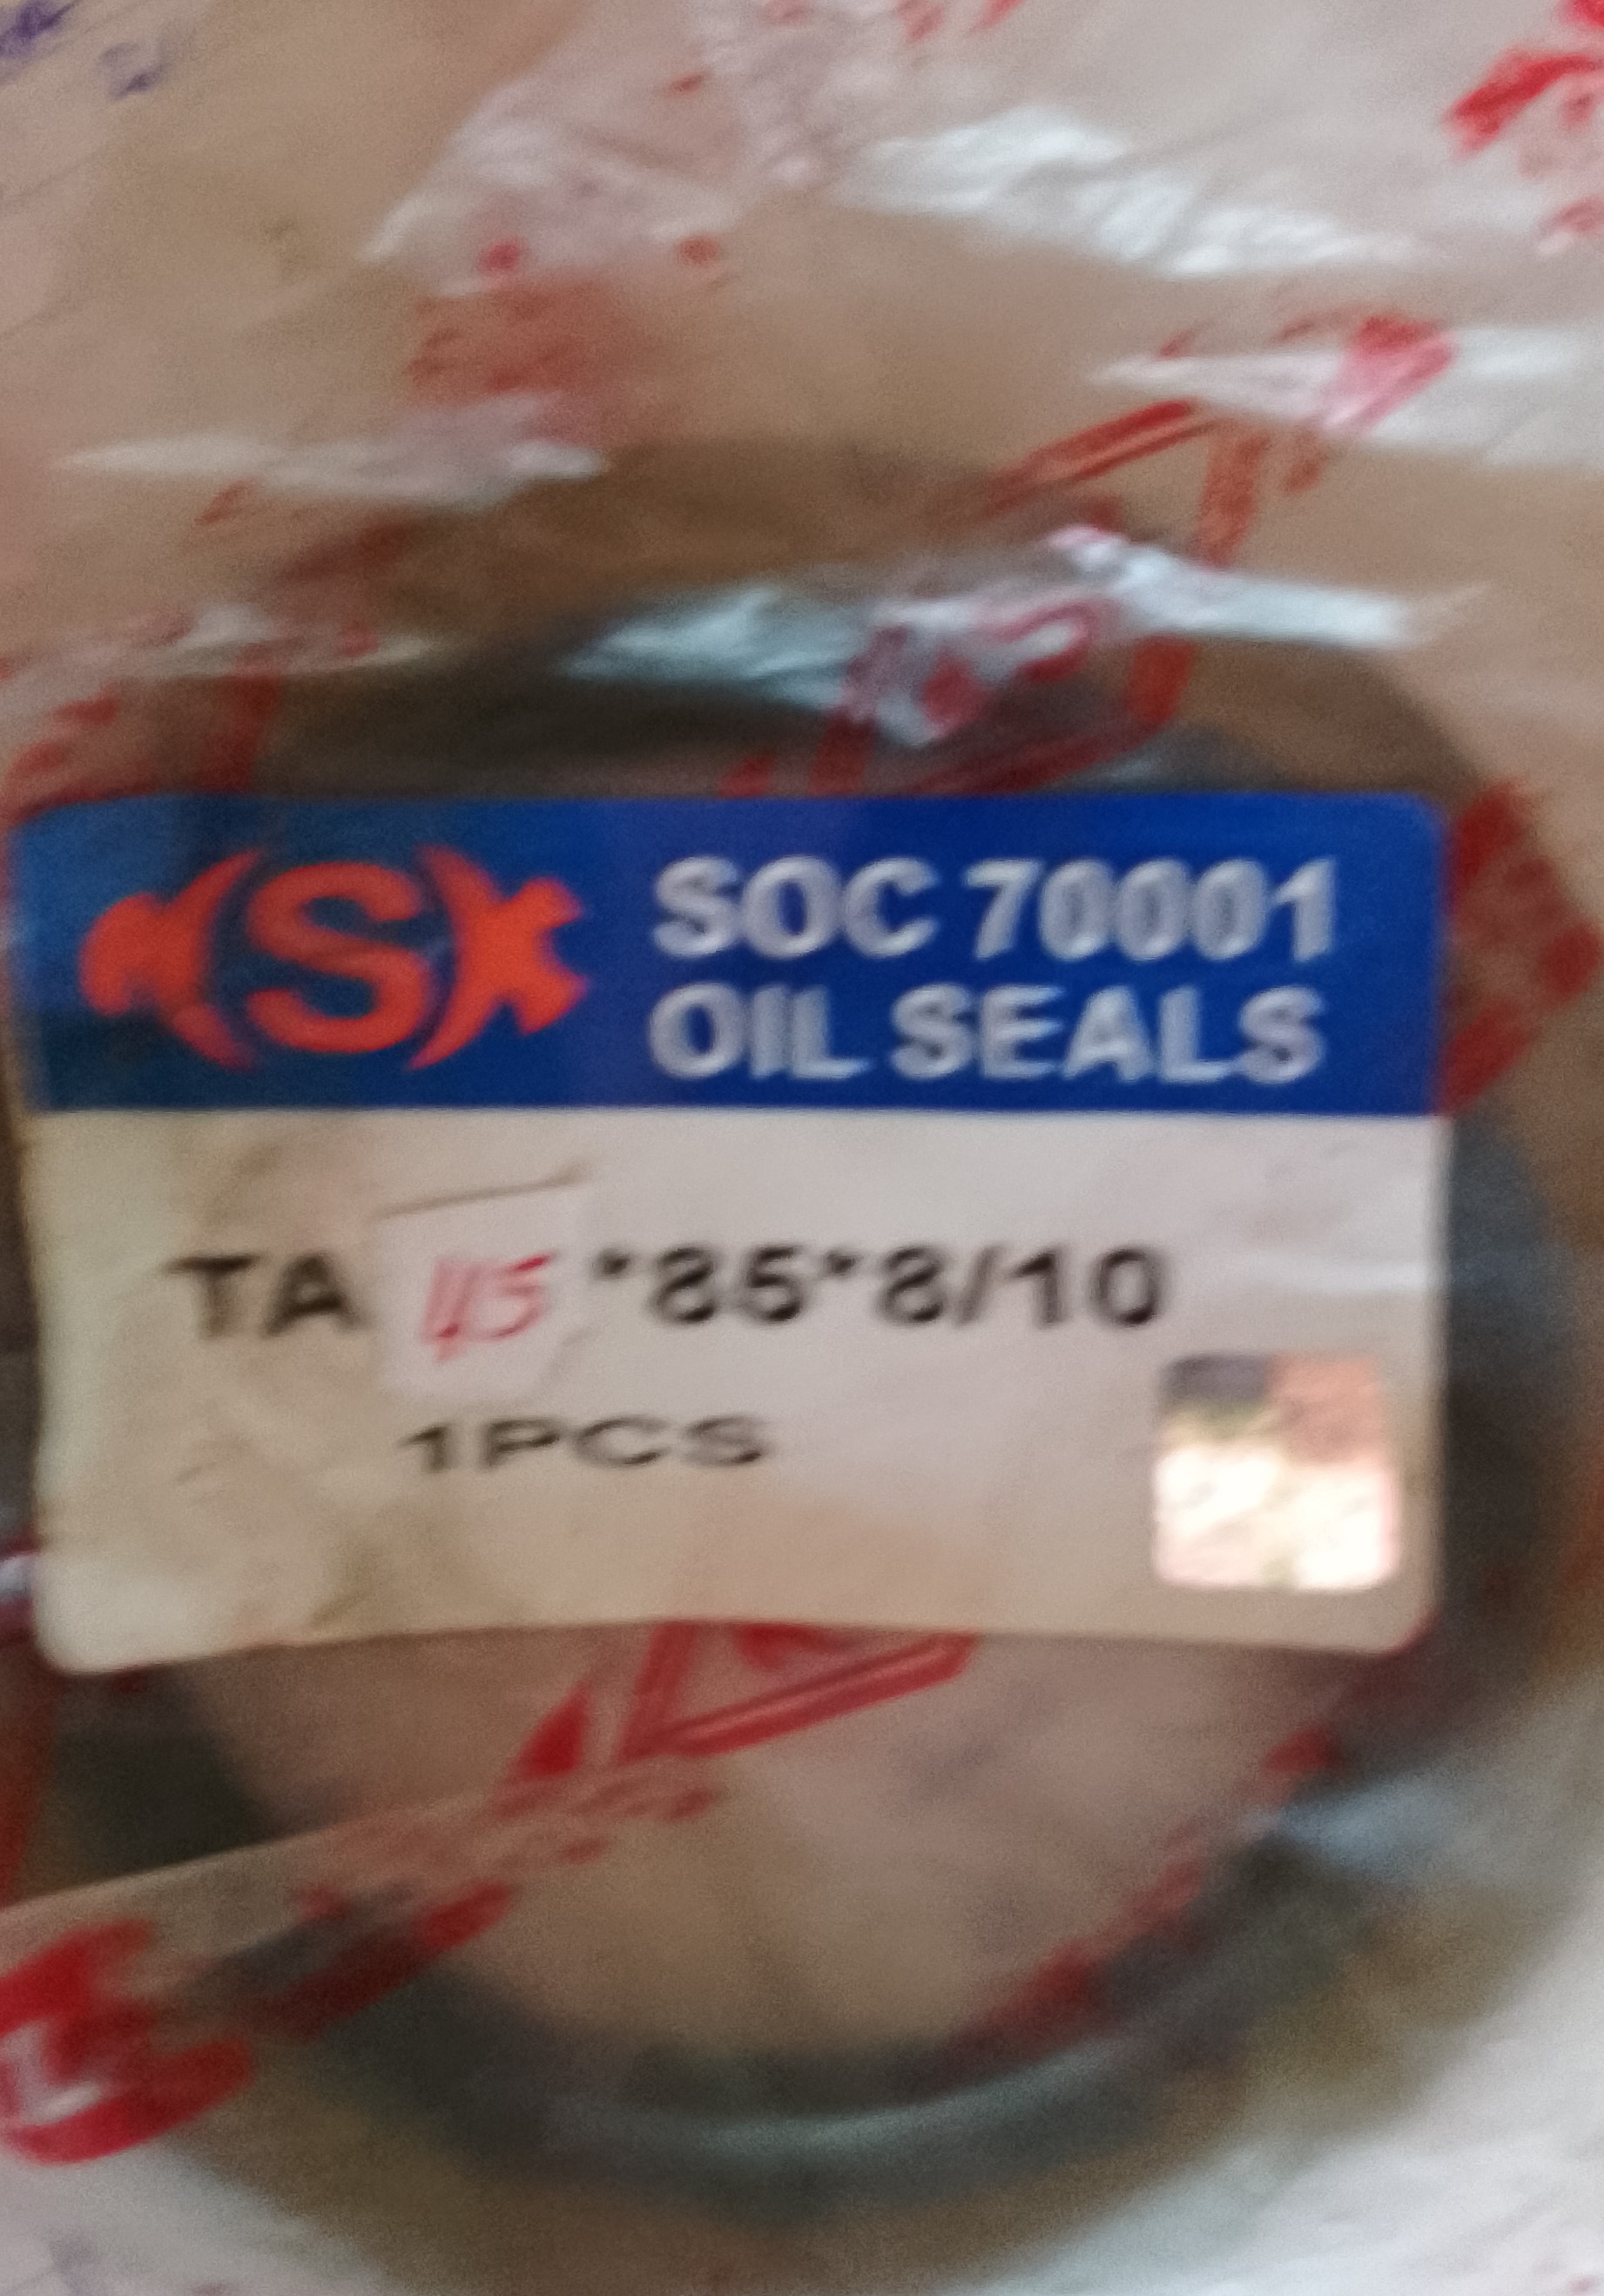 (S)
SOC 70001
OIL SEALS
TA 45 *85*8/10
1PCS